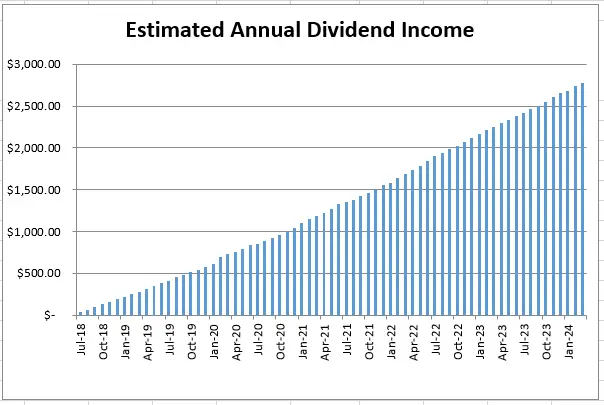 Estimated Annual Dividend Income
$3,000.00
$2,500.00
$2,000.00
$1,500.00
$1,000.00
$500.00
$-
Jul-18
Oct-18
Jan-19
Apr-19
Jul-19
Oct-19
Jan-20
Apr-20
Jul-20
Oct-20
Jan-21
Apr-21
Jul-21
Oct-21
Jan-22
Apr-22
Jul-22
Oct-22
Jan-23
Apr-23
Jul-23
Oct-23
Jan-24